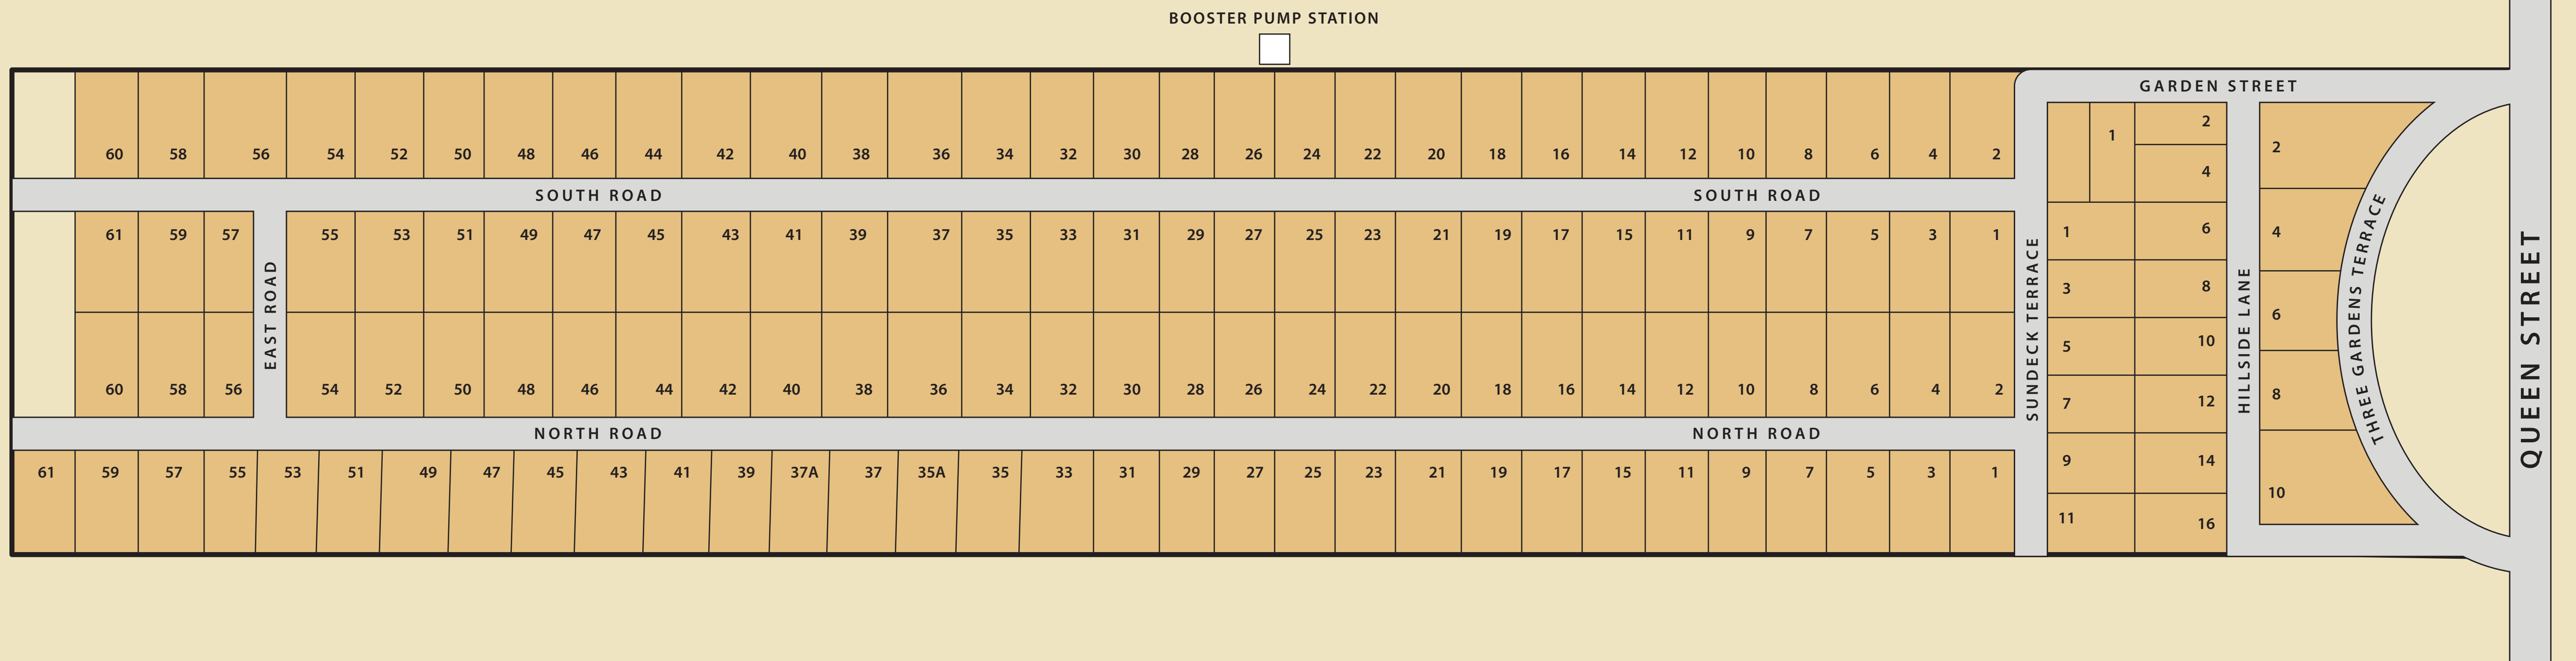 BOOSTER PUMP STATION
GARDEN STREET
60 58 56 54 52 50 48 46 44 42 40 38 36 34 32 30 28 26 24 22 20 18 16 14 12 10 8 6 4 2
SOUTH ROAD SOUTH ROAD
61 59 57 55 53 51 49 47 45 43 41 39 37 35 33 31 29 27 25 23 21 19 17 15 11 9 7 5 3 1
EAST ROAD
60 58 56 54 52 50 48 46 44 42 40 38 36 34 32 30 28 26 24 22 20 18 16 14 12 10 8 6 4 2
NORTH ROAD NORTH ROAD
61 59 57 55 53 51 49 47 45 43 41 39 37A 37 35A 35 33 31 29 27 25 23 21 19 17 15 11 9 7 5 3 1
SUNDECK TERRACE
1 2
4
1 6
3 8
5 10
7 12
9 14
11 16
HILLSIDE LANE
2
4
6
8
10
THREE GARDENS TERRACE
QUEEN STREET